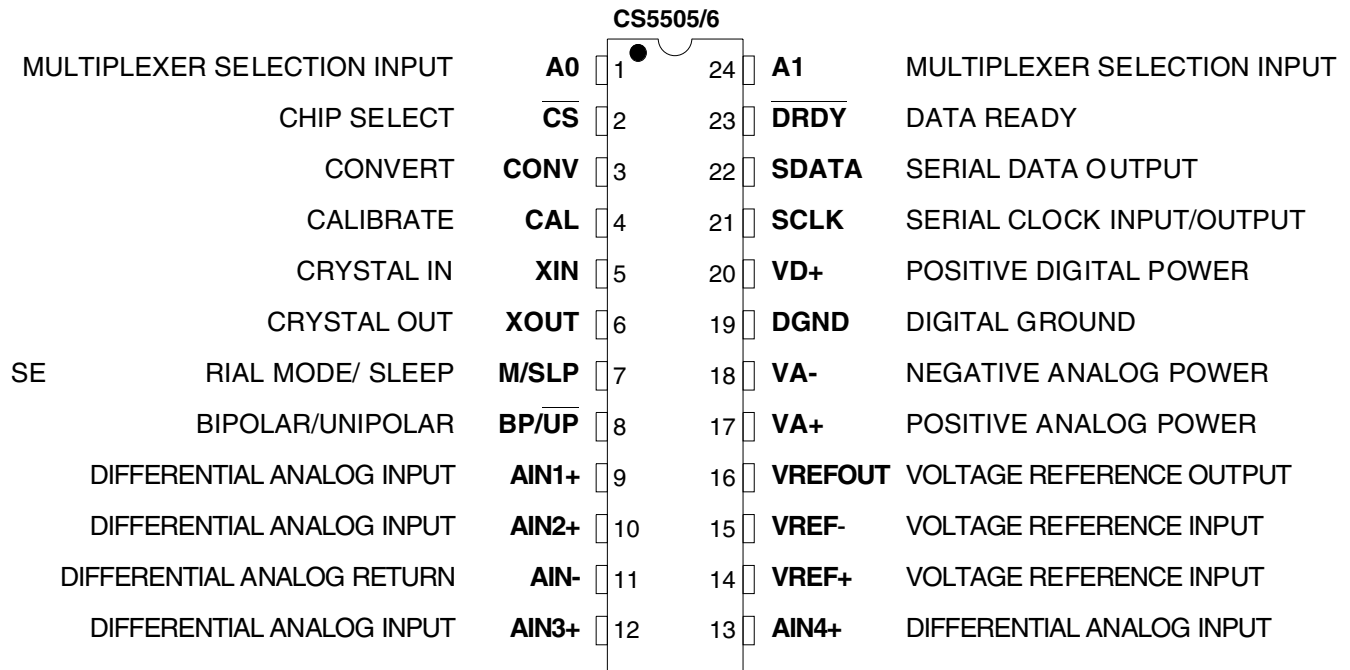 CS5505/6
MULTIPLEXER SELECTION INPUT A0 1 24 A1 MULTIPLEXER SELECTION INPUT
CHIP SELECT C̅S̅ 2 23 D̅R̅D̅Y̅ DATA READY
CONVERT CONV 3 22 SDATA SERIAL DATA OUTPUT
CALIBRATE CAL 4 21 SCLK SERIAL CLOCK INPUT/OUTPUT
CRYSTAL IN XIN 5 20 VD+ POSITIVE DIGITAL POWER
CRYSTAL OUT XOUT 6 19 DGND DIGITAL GROUND
SE RIAL MODE/ SLEEP M/SLP 7 18 VA- NEGATIVE ANALOG POWER
BIPOLAR/UNIPOLAR BP/U̅P̅ 8 17 VA+ POSITIVE ANALOG POWER
DIFFERENTIAL ANALOG INPUT AIN1+ 9 16 VREFOUT VOLTAGE REFERENCE OUTPUT
DIFFERENTIAL ANALOG INPUT AIN2+ 10 15 VREF- VOLTAGE REFERENCE INPUT
DIFFERENTIAL ANALOG RETURN AIN- 11 14 VREF+ VOLTAGE REFERENCE INPUT
DIFFERENTIAL ANALOG INPUT AIN3+ 12 13 AIN4+ DIFFERENTIAL ANALOG INPUT